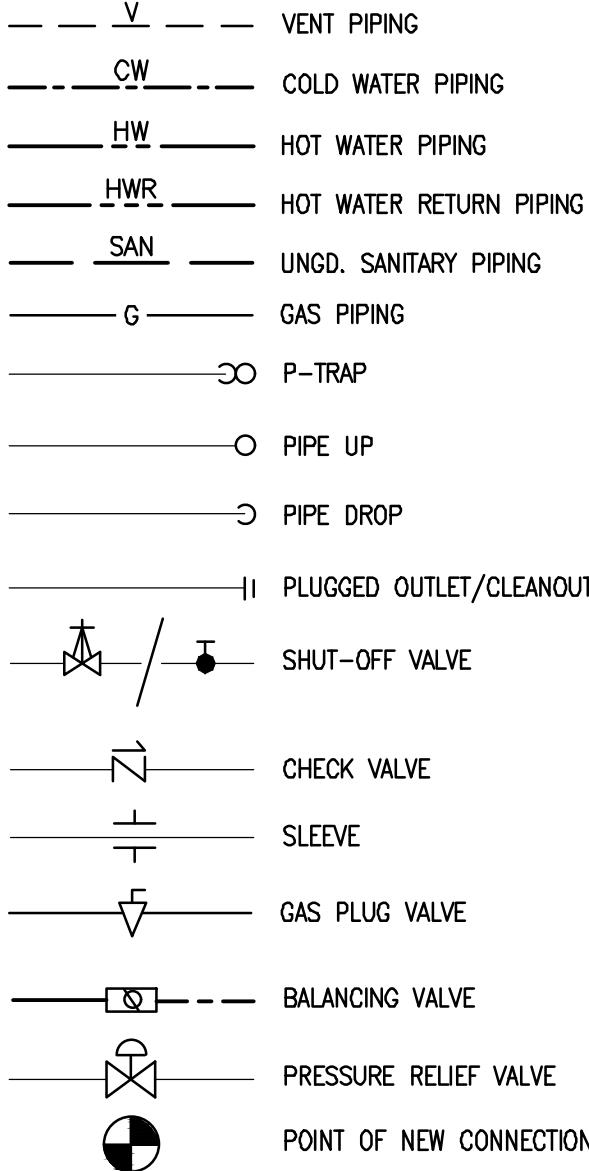 V VENT PIPING
CW COLD WATER PIPING
HW HOT WATER PIPING
HWR HOT WATER RETURN PIPING
SAN UNGD. SANITARY PIPING
G GAS PIPING
P-TRAP
PIPE UP
PIPE DROP
PLUGGED OUTLET/CLEANOUT
SHUT-OFF VALVE
CHECK VALVE
SLEEVE
GAS PLUG VALVE
BALANCING VALVE
PRESSURE RELIEF VALVE
POINT OF NEW CONNECTION